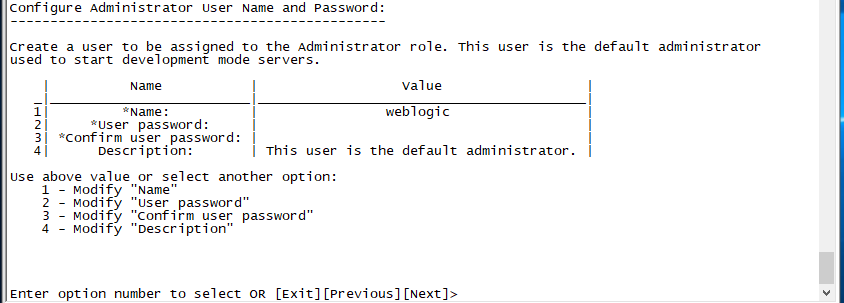 Configure Administrator User Name and Password:
-----------------------------------------------
Create a user to be assigned to the Administrator role. This user is the default administrator
used to start development mode servers.
| Name | Value |
_|_________________________|_________________________________________|
1| *Name: | weblogic |
2| *User password: | |
3| *Confirm user password: | |
4| Description: | This user is the default administrator. |
Use above value or select another option:
1 - Modify "Name"
2 - Modify "User password"
3 - Modify "Confirm user password"
4 - Modify "Description"
Enter option number to select OR [Exit][Previous][Next]>